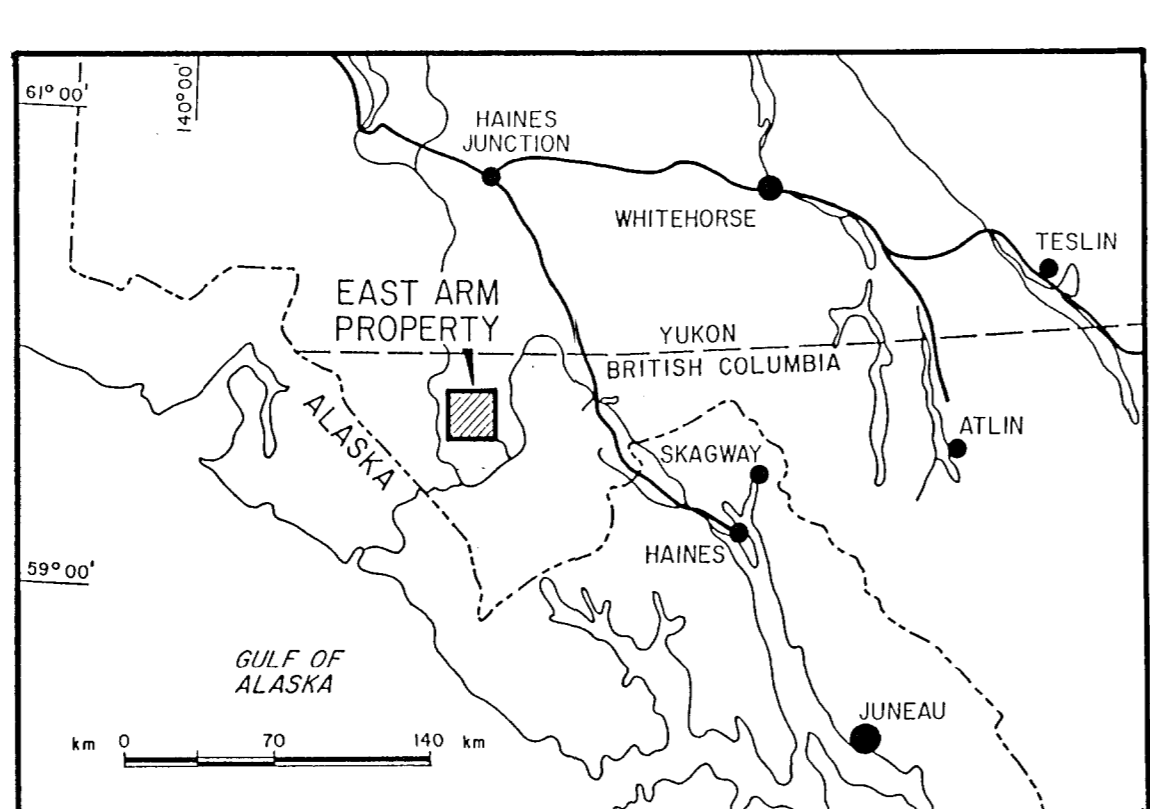 61° 00'
140°00'
HAINES
JUNCTION
WHITEHORSE
TESLIN
EAST ARM
PROPERTY
YUKON
BRITISH COLUMBIA
ALASKA
ATLIN
SKAGWAY
HAINES
59° 00'
GULF OF
ALASKA
JUNEAU
km 0 70 140 km